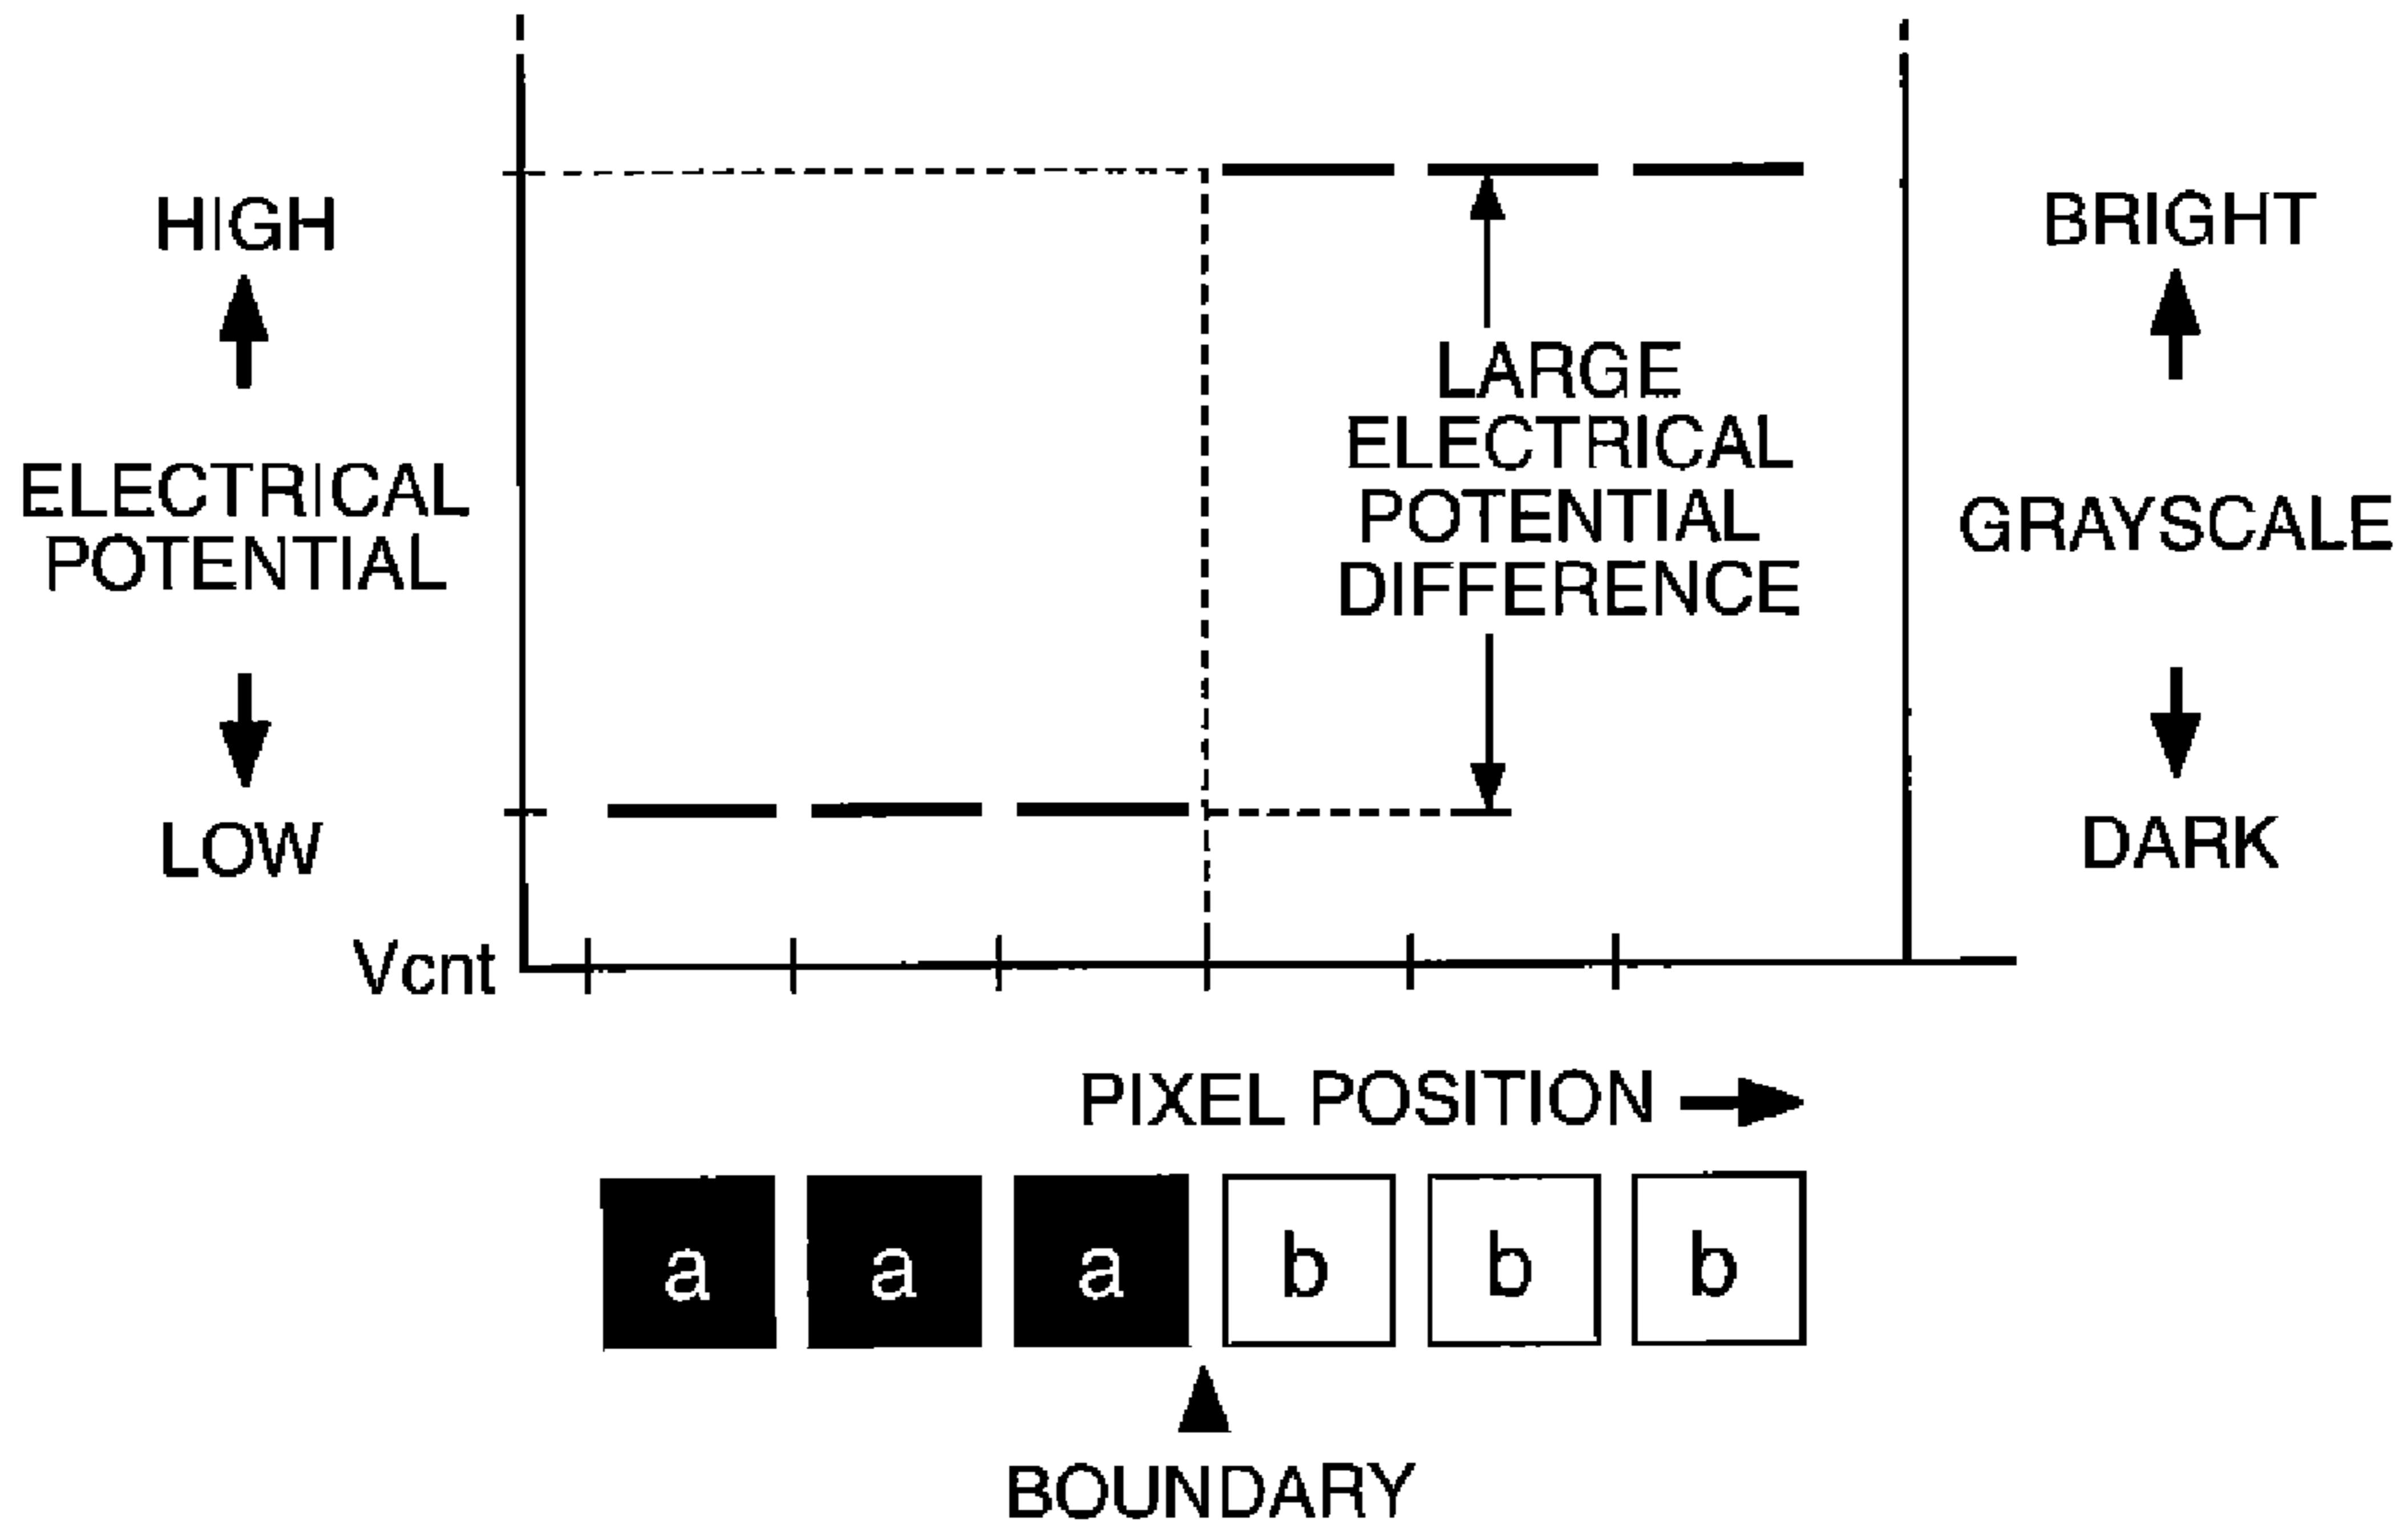 HIGH
ELECTRICAL
POTENTIAL
LOW
Vcnt
LARGE
ELECTRICAL
POTENTIAL
DIFFERENCE
BRIGHT
GRAYSCALE
DARK
PIXEL POSITION
a a a b b b
BOUNDARY